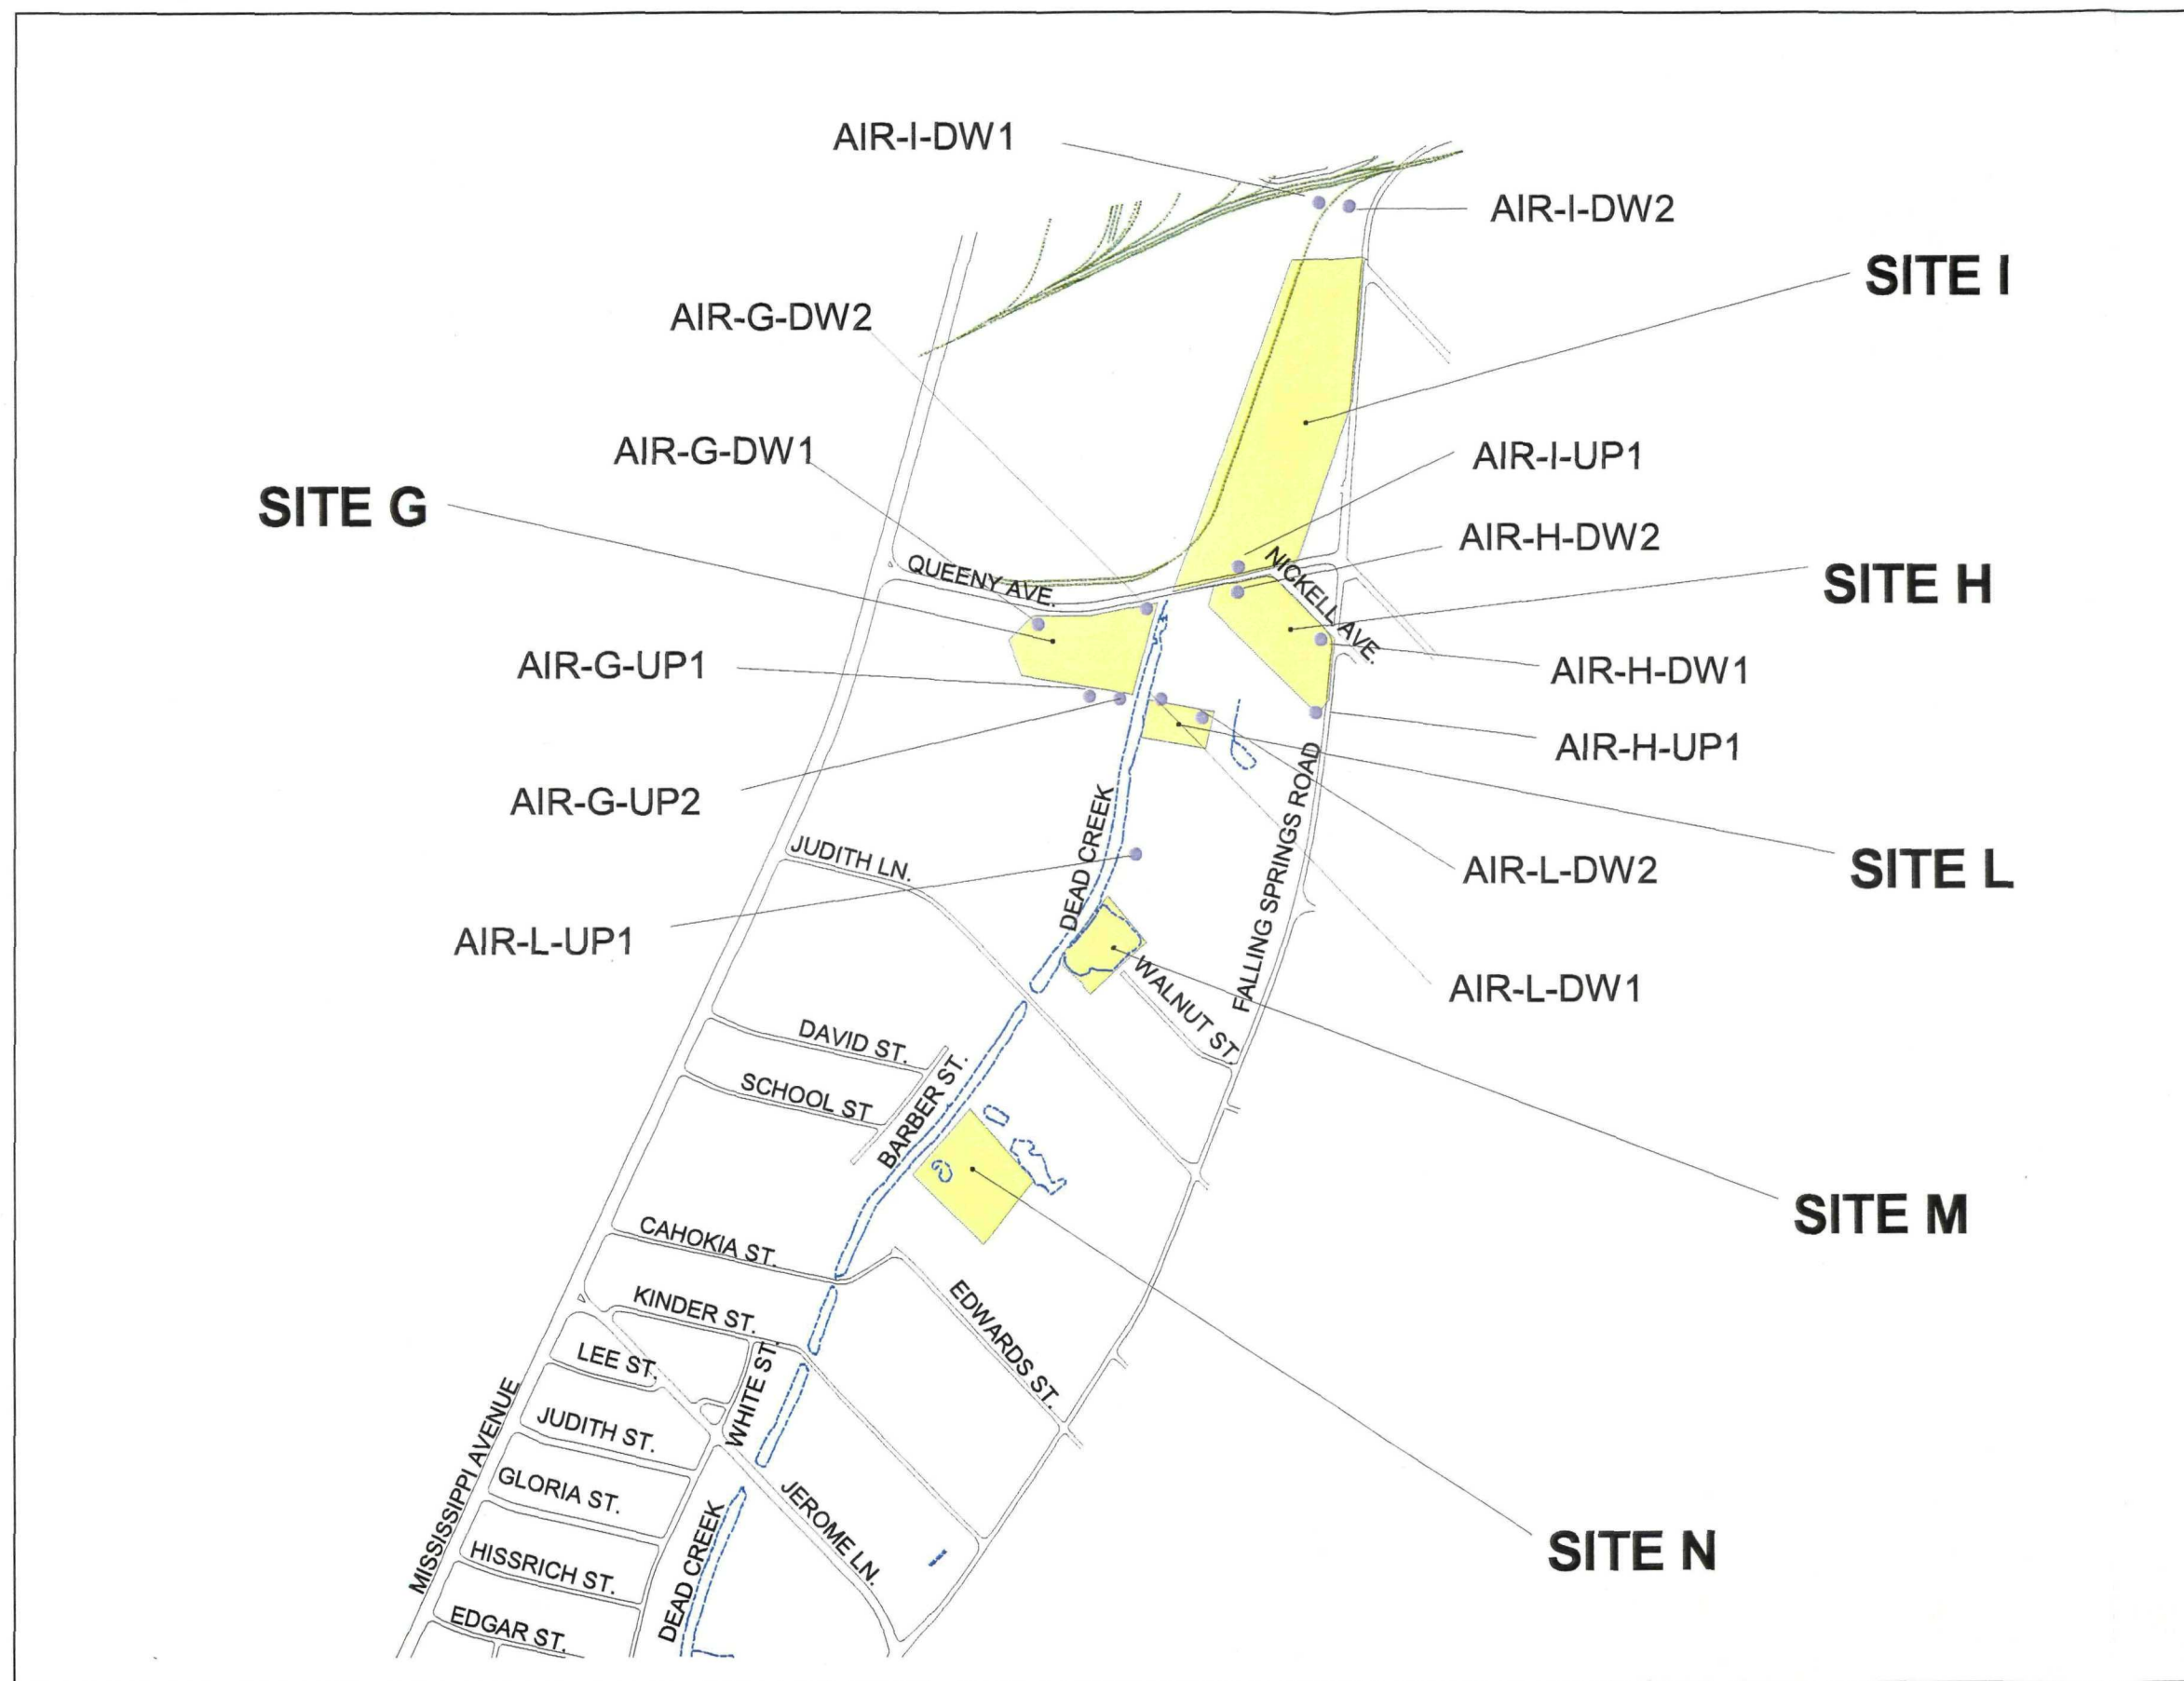 AIR-I-DW1
AIR-I-DW2
SITE I
AIR-G-DW2
AIR-G-DW1
AIR-I-UP1
SITE G
AIR-H-DW2
NICKELL AVE.
QUEENY AVE.
SITE H
AIR-G-UP1
AIR-H-DW1
AIR-H-UP1
AIR-G-UP2
DEAD CREEK
FALLING SPRINGS ROAD
JUDITH LN.
AIR-L-DW2
SITE L
AIR-L-UP1
AIR-L-DW1
WALNUT ST.
DAVID ST.
SCHOOL ST
BARBER ST.
SITE M
CAHOKIA ST.
KINDER ST.
EDWARDS ST.
LEE ST.
WHITE ST.
MISSISSIPPI AVENUE
JUDITH ST.
GLORIA ST.
JEROME LN.
DEAD CREEK
SITE N
HISSRICH ST.
EDGAR ST.